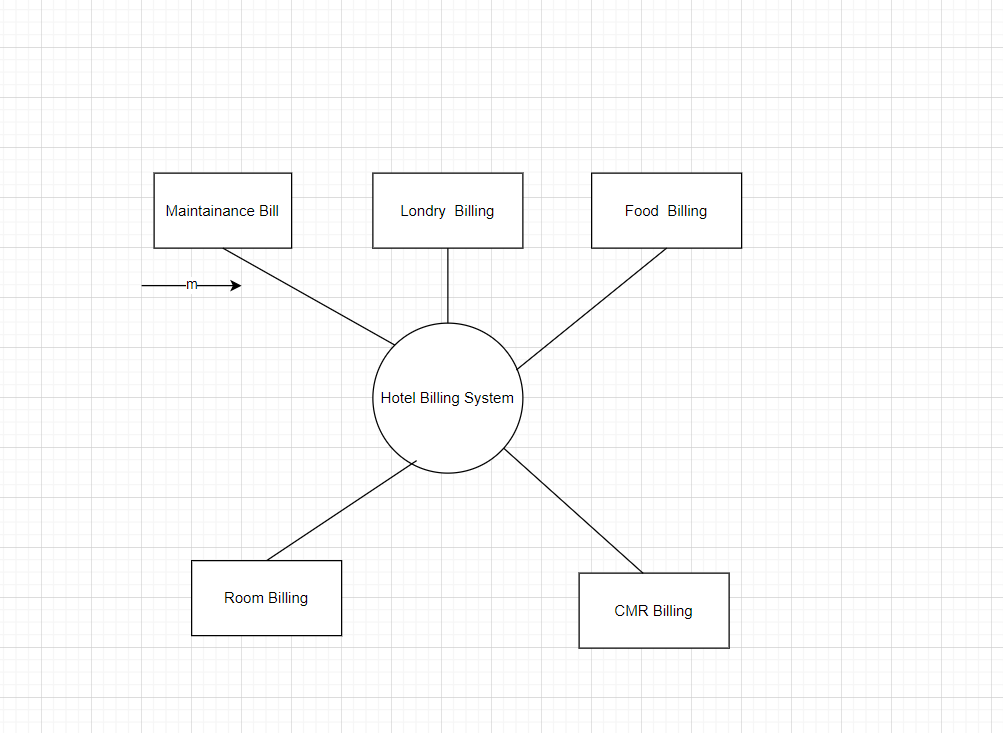 Maintainance Bill
Londry  Billing
Food  Billing
m
Hotel Billing System
Room Billing
CMR Billing